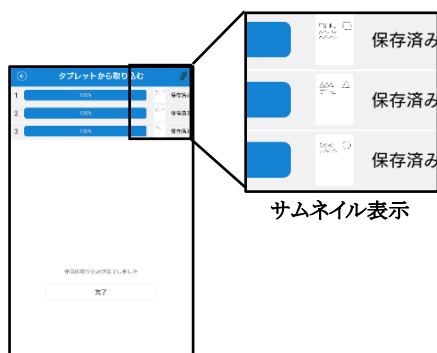 タブレットから取り込む
1 100% 保存済み
2 100% 保存済み
3 100% 保存済み
作品の取り込みが完了しました
完了
保存済み
保存済み
保存済み
サムネイル表示